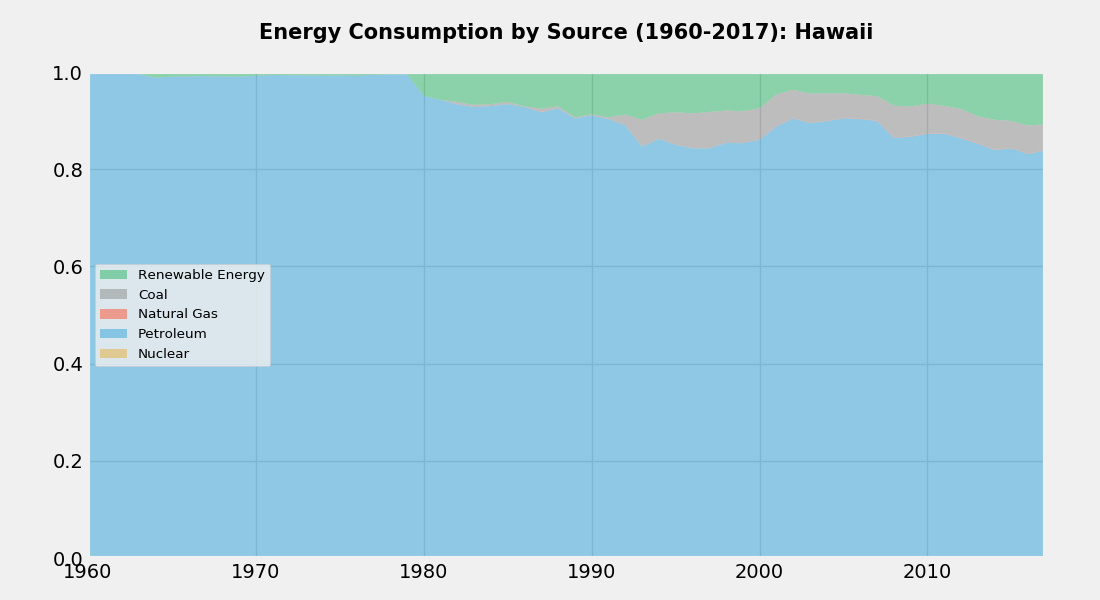 Energy Consumption by Source (1960-2017): Hawaii
1.0
0.8
0.6
0.4
0.2
0.0
Renewable Energy
Coal
Natural Gas
Petroleum
Nuclear
1960 1970 1980 1990 2000 2010